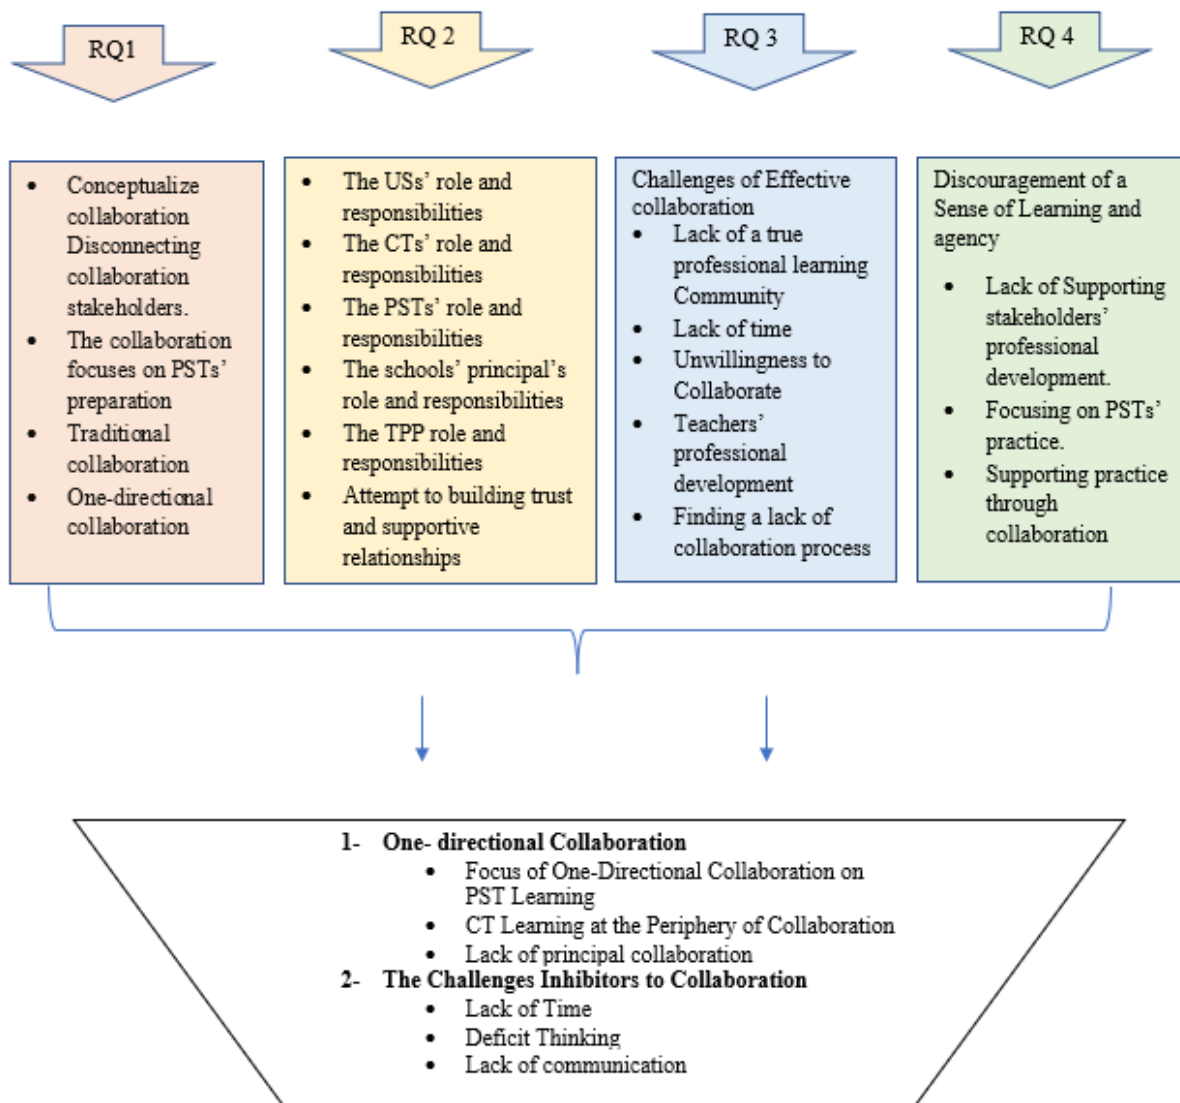 RQ1
RQ 2
RQ 3
RQ 4
• Conceptualize
collaboration
Disconnecting
collaboration
stakeholders.
• The collaboration
focuses on PSTs’
preparation
• Traditional
collaboration
• One-directional
collaboration
• The USs’ role and
responsibilities
• The CTs’ role and
responsibilities
• The PSTs’ role and
responsibilities
• The schools’ principal’s
role and responsibilities
• The TPP role and
responsibilities
• Attempt to building trust
and supportive
relationships
Challenges of Effective
collaboration
• Lack of a true
professional learning
Community
• Lack of time
• Unwillingness to
Collaborate
• Teachers’
professional
development
• Finding a lack of
collaboration process
Discouragement of a
Sense of Learning and
agency
• Lack of Supporting
stakeholders’
professional
development.
• Focusing on PSTs’
practice.
• Supporting practice
through
collaboration
1- One- directional Collaboration
• Focus of One-Directional Collaboration on
PST Learning
• CT Learning at the Periphery of Collaboration
• Lack of principal collaboration
2- The Challenges Inhibitors to Collaboration
• Lack of Time
• Deficit Thinking
• Lack of communication